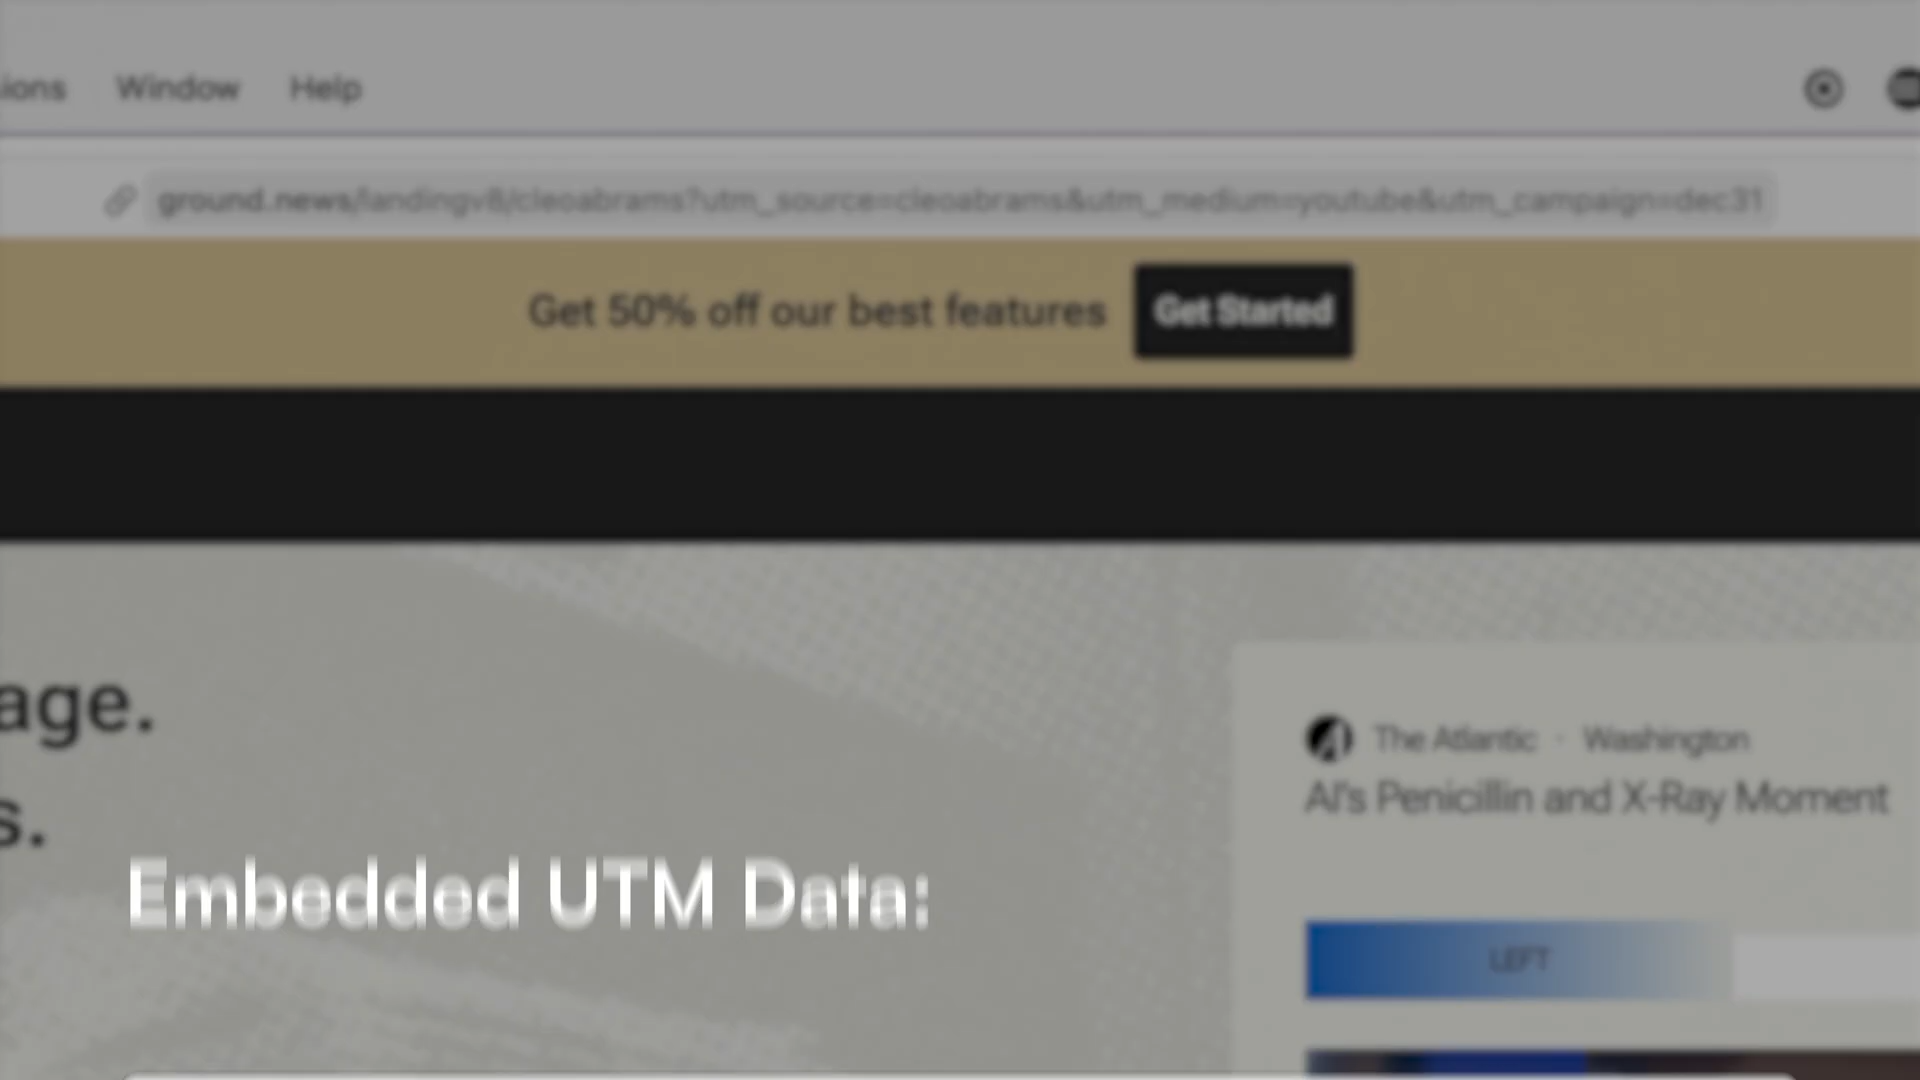 ions Window Help
ground.news/landingv8/cleoabrams?utm_source=cleoabrams&utm_medium=youtube&utm_campaign=dec31
Get 50% off our best features Get Started
age.
s.
The Atlantic · Washington
AI's Penicillin and X-Ray Moment
Embedded UTM Data:
LEFT